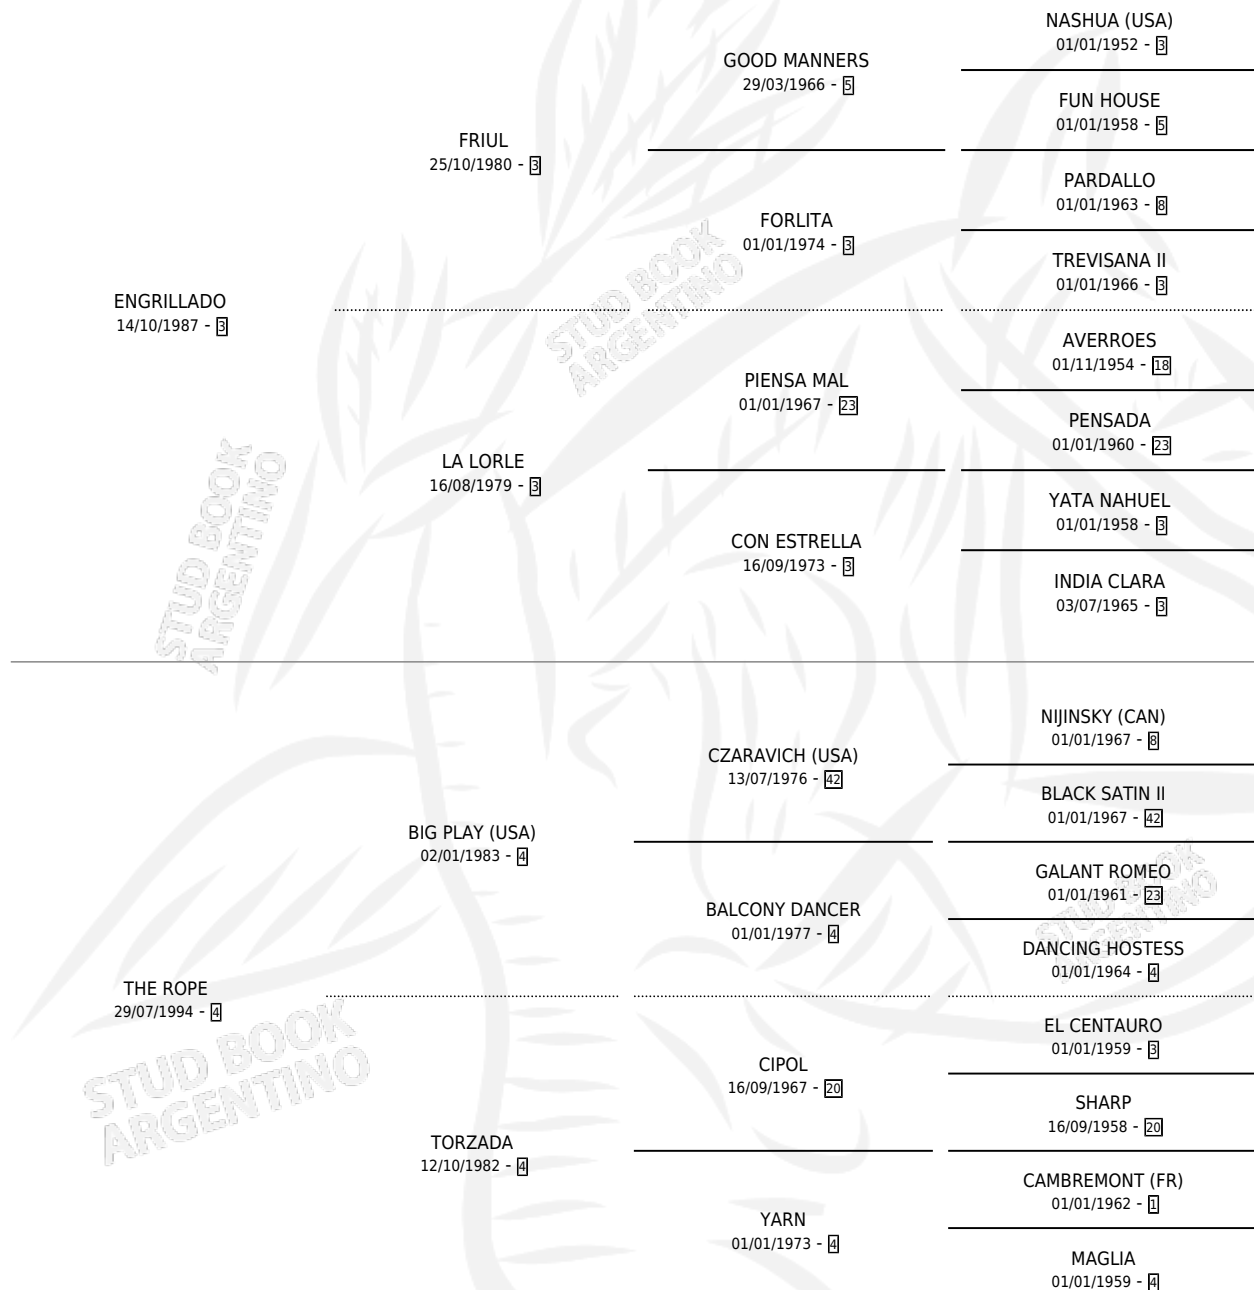 NASHUA (USA)
01/01/1952 - 3
GOOD MANNERS
29/03/1966 - 5
FUN HOUSE
01/01/1958 - 5
FRIUL
25/10/1980 - 3
PARDALLO
01/01/1963 - 8
FORLITA
01/01/1974 - 3
TREVISANA II
01/01/1966 - 3
STUD BOOK
ARGENTINO
ENGRILLADO
14/10/1987 - 3
AVERROES
01/11/1954 - 18
PIENSA MAL
01/01/1967 - 23
PENSADA
01/01/1960 - 23
LA LORLE
16/08/1979 - 3
YATA NAHUEL
01/01/1958 - 3
CON ESTRELLA
16/09/1973 - 3
INDIA CLARA
03/07/1965 - 3
STUD BOOK
ARGENTINO
NIJINSKY (CAN)
01/01/1967 - 8
CZARAVICH (USA)
13/07/1976 - 42
BLACK SATIN II
01/01/1967 - 42
BIG PLAY (USA)
02/01/1983 - 4
GALANT ROMEO
01/01/1961 - 23
BALCONY DANCER
01/01/1977 - 4
DANCING HOSTESS
01/01/1964 - 4
STUD BOOK
ARGENTINO
THE ROPE
29/07/1994 - 4
EL CENTAURO
01/01/1959 - 3
CIPOL
16/09/1967 - 20
SHARP
16/09/1958 - 20
STUD BOOK
ARGENTINO
TORZADA
12/10/1982 - 4
CAMBREMONT (FR)
01/01/1962 - 1
YARN
01/01/1973 - 4
MAGLIA
01/01/1959 - 4